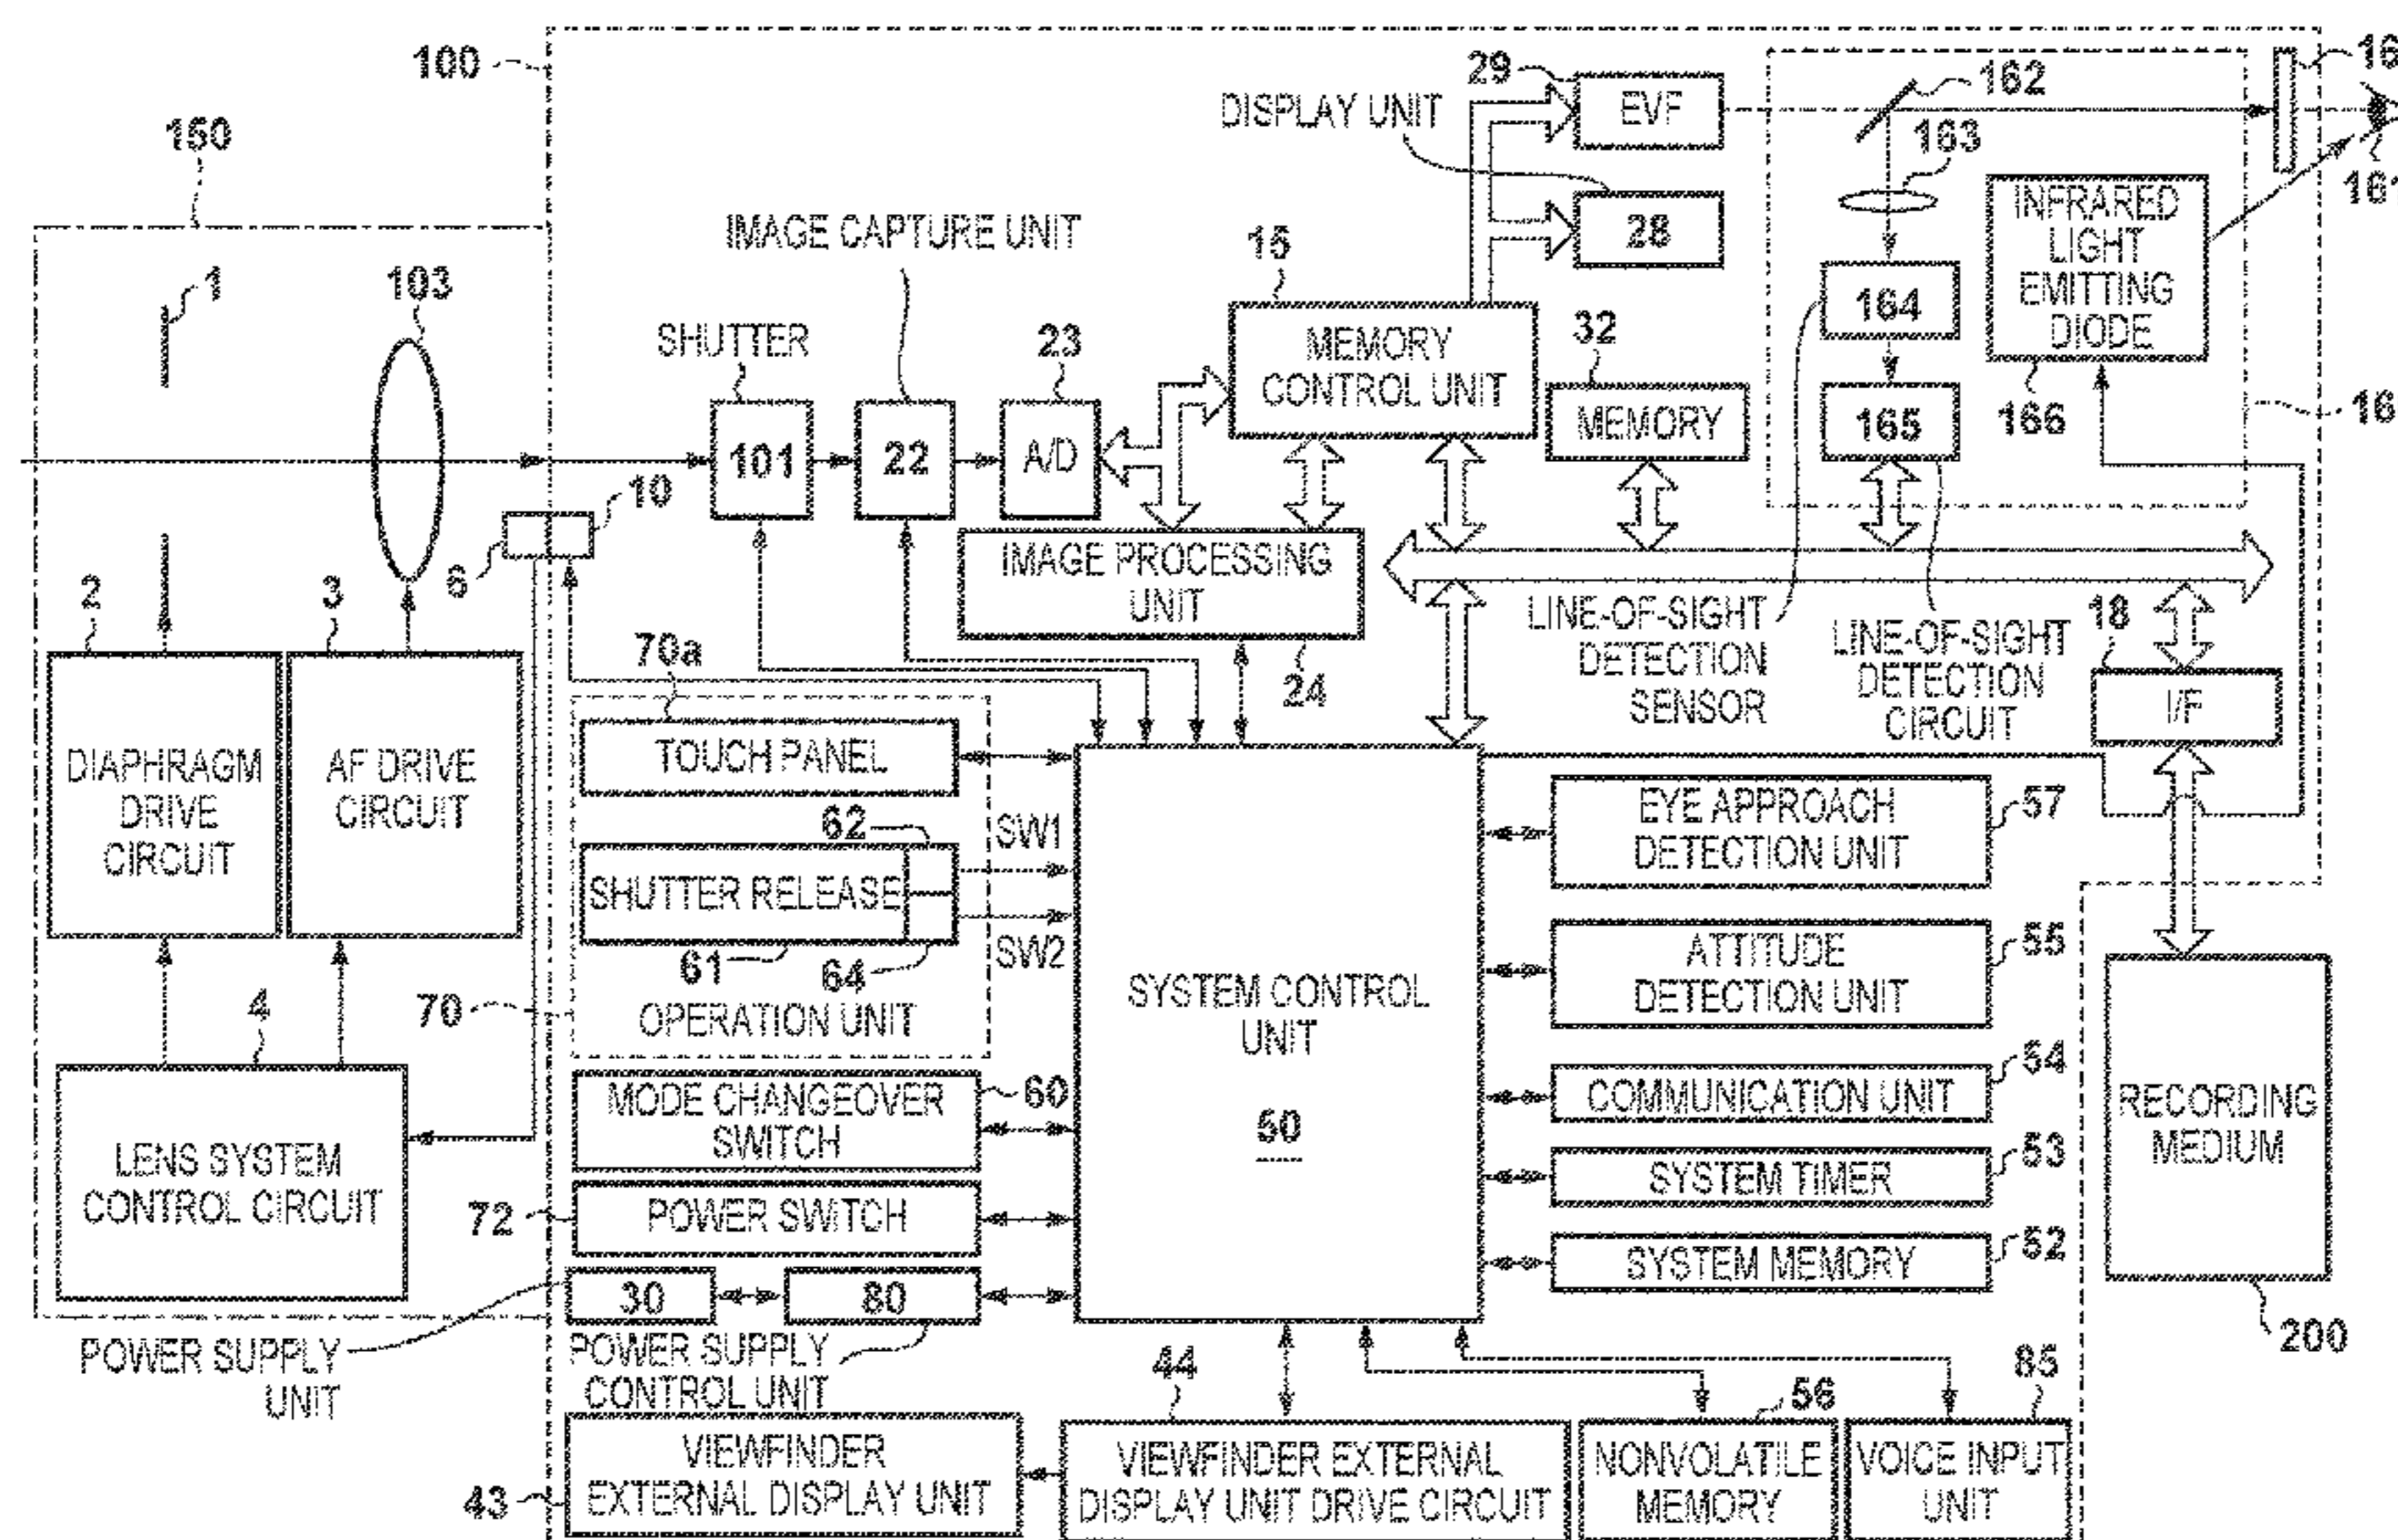 100
150
1
103
2
3
6
10
DIAPHRAGM
DRIVE
CIRCUIT
AF DRIVE
CIRCUIT
4
LENS SYSTEM
CONTROL CIRCUIT
IMAGE CAPTURE UNIT
SHUTTER
101
22
23
A/D
15
MEMORY
CONTROL UNIT
DISPLAY UNIT
29
EVF
28
32
MEMORY
IMAGE PROCESSING
UNIT
24
162
163
164
165
INFRARED
LIGHT
EMITTING
DIODE
166
16
LINE-OF-SIGHT
DETECTION
SENSOR
LINE-OF-SIGHT
DETECTION
CIRCUIT
18
I/F
70a
TOUCH PANEL
62
SW1
SHUTTER RELEASE
61
64
SW2
70
OPERATION UNIT
MODE CHANGEOVER
SWITCH
60
72
POWER SWITCH
30
80
POWER SUPPLY
UNIT
POWER SUPPLY
CONTROL UNIT
SYSTEM CONTROL
UNIT
50
EYE APPROACH
DETECTION UNIT
57
ATTITUDE
DETECTION UNIT
55
COMMUNICATION UNIT
54
SYSTEM TIMER
53
SYSTEM MEMORY
52
RECORDING
MEDIUM
200
43
VIEWFINDER
EXTERNAL DISPLAY UNIT
44
VIEWFINDER EXTERNAL
DISPLAY UNIT DRIVE CIRCUIT
56
NONVOLATILE
MEMORY
85
VOICE INPUT
UNIT